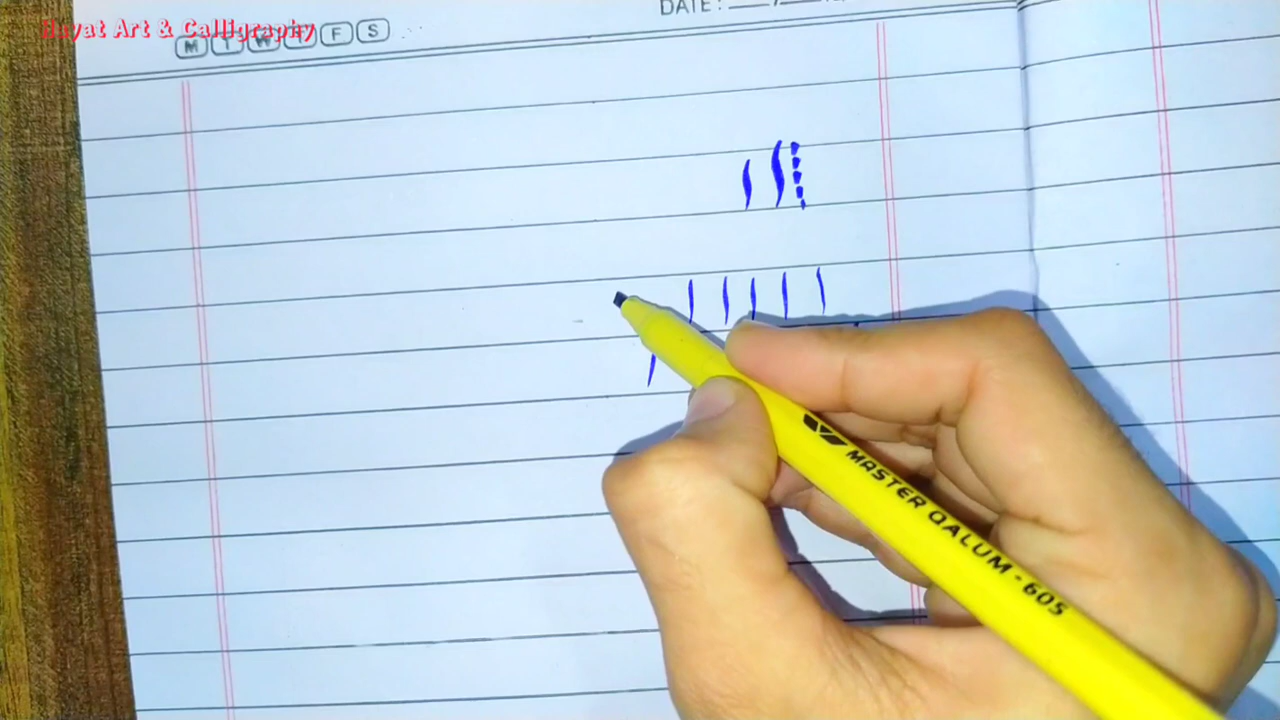 Hayat Art & Calligraphy
DATE: / /
M T W T F S
MASTER QALUM - 605